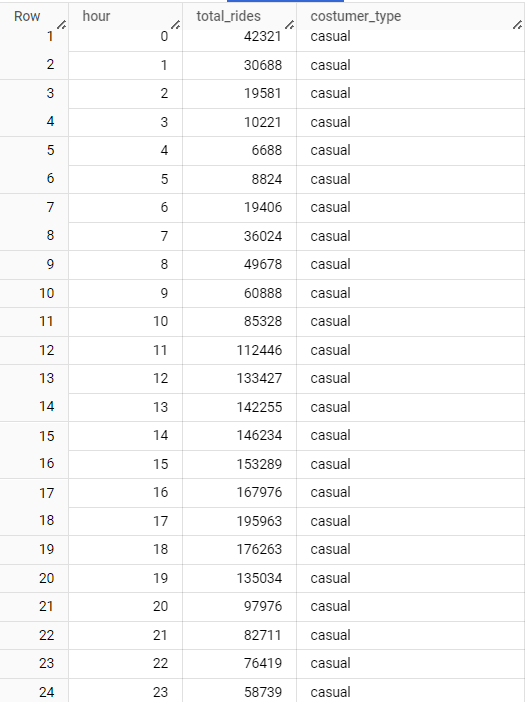 Row hour total_rides costumer_type
1 0 42321 casual
2 1 30688 casual
3 2 19581 casual
4 3 10221 casual
5 4 6688 casual
6 5 8824 casual
7 6 19406 casual
8 7 36024 casual
9 8 49678 casual
10 9 60888 casual
11 10 85328 casual
12 11 112446 casual
13 12 133427 casual
14 13 142255 casual
15 14 146234 casual
16 15 153289 casual
17 16 167976 casual
18 17 195963 casual
19 18 176263 casual
20 19 135034 casual
21 20 97976 casual
22 21 82711 casual
23 22 76419 casual
24 23 58739 casual